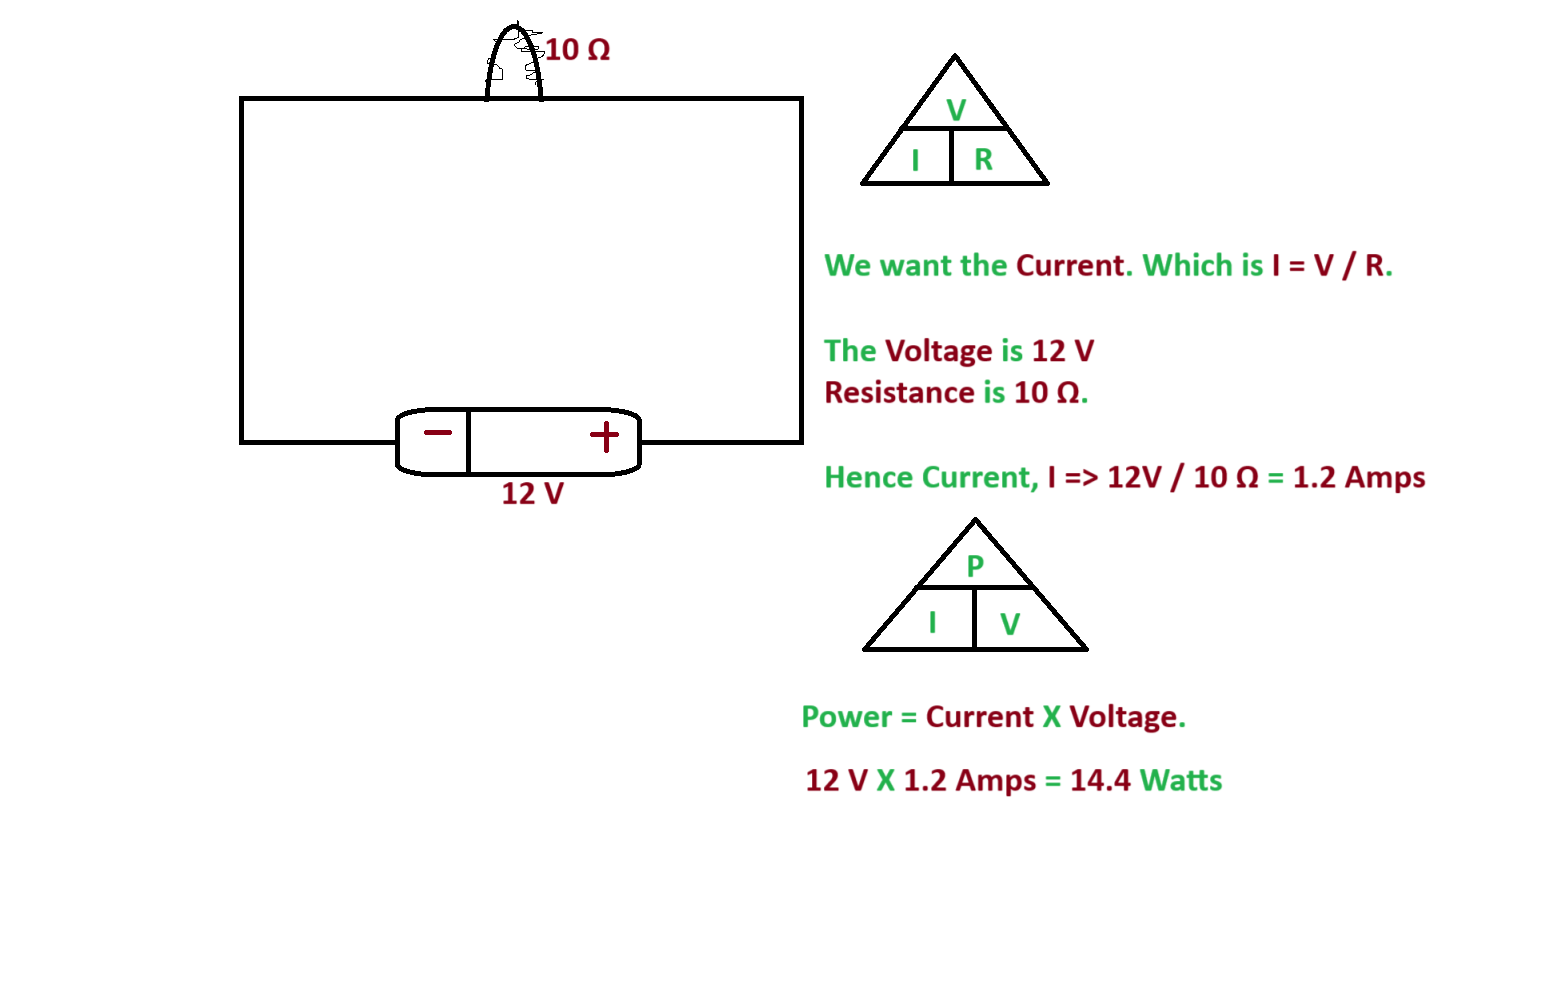 10 Ω
V
I R
We want the Current. Which is I = V / R.
The Voltage is 12 V
Resistance is 10 Ω.
− +
12 V
Hence Current, I => 12V / 10 Ω = 1.2 Amps
P
I V
Power = Current X Voltage.
12 V X 1.2 Amps = 14.4 Watts